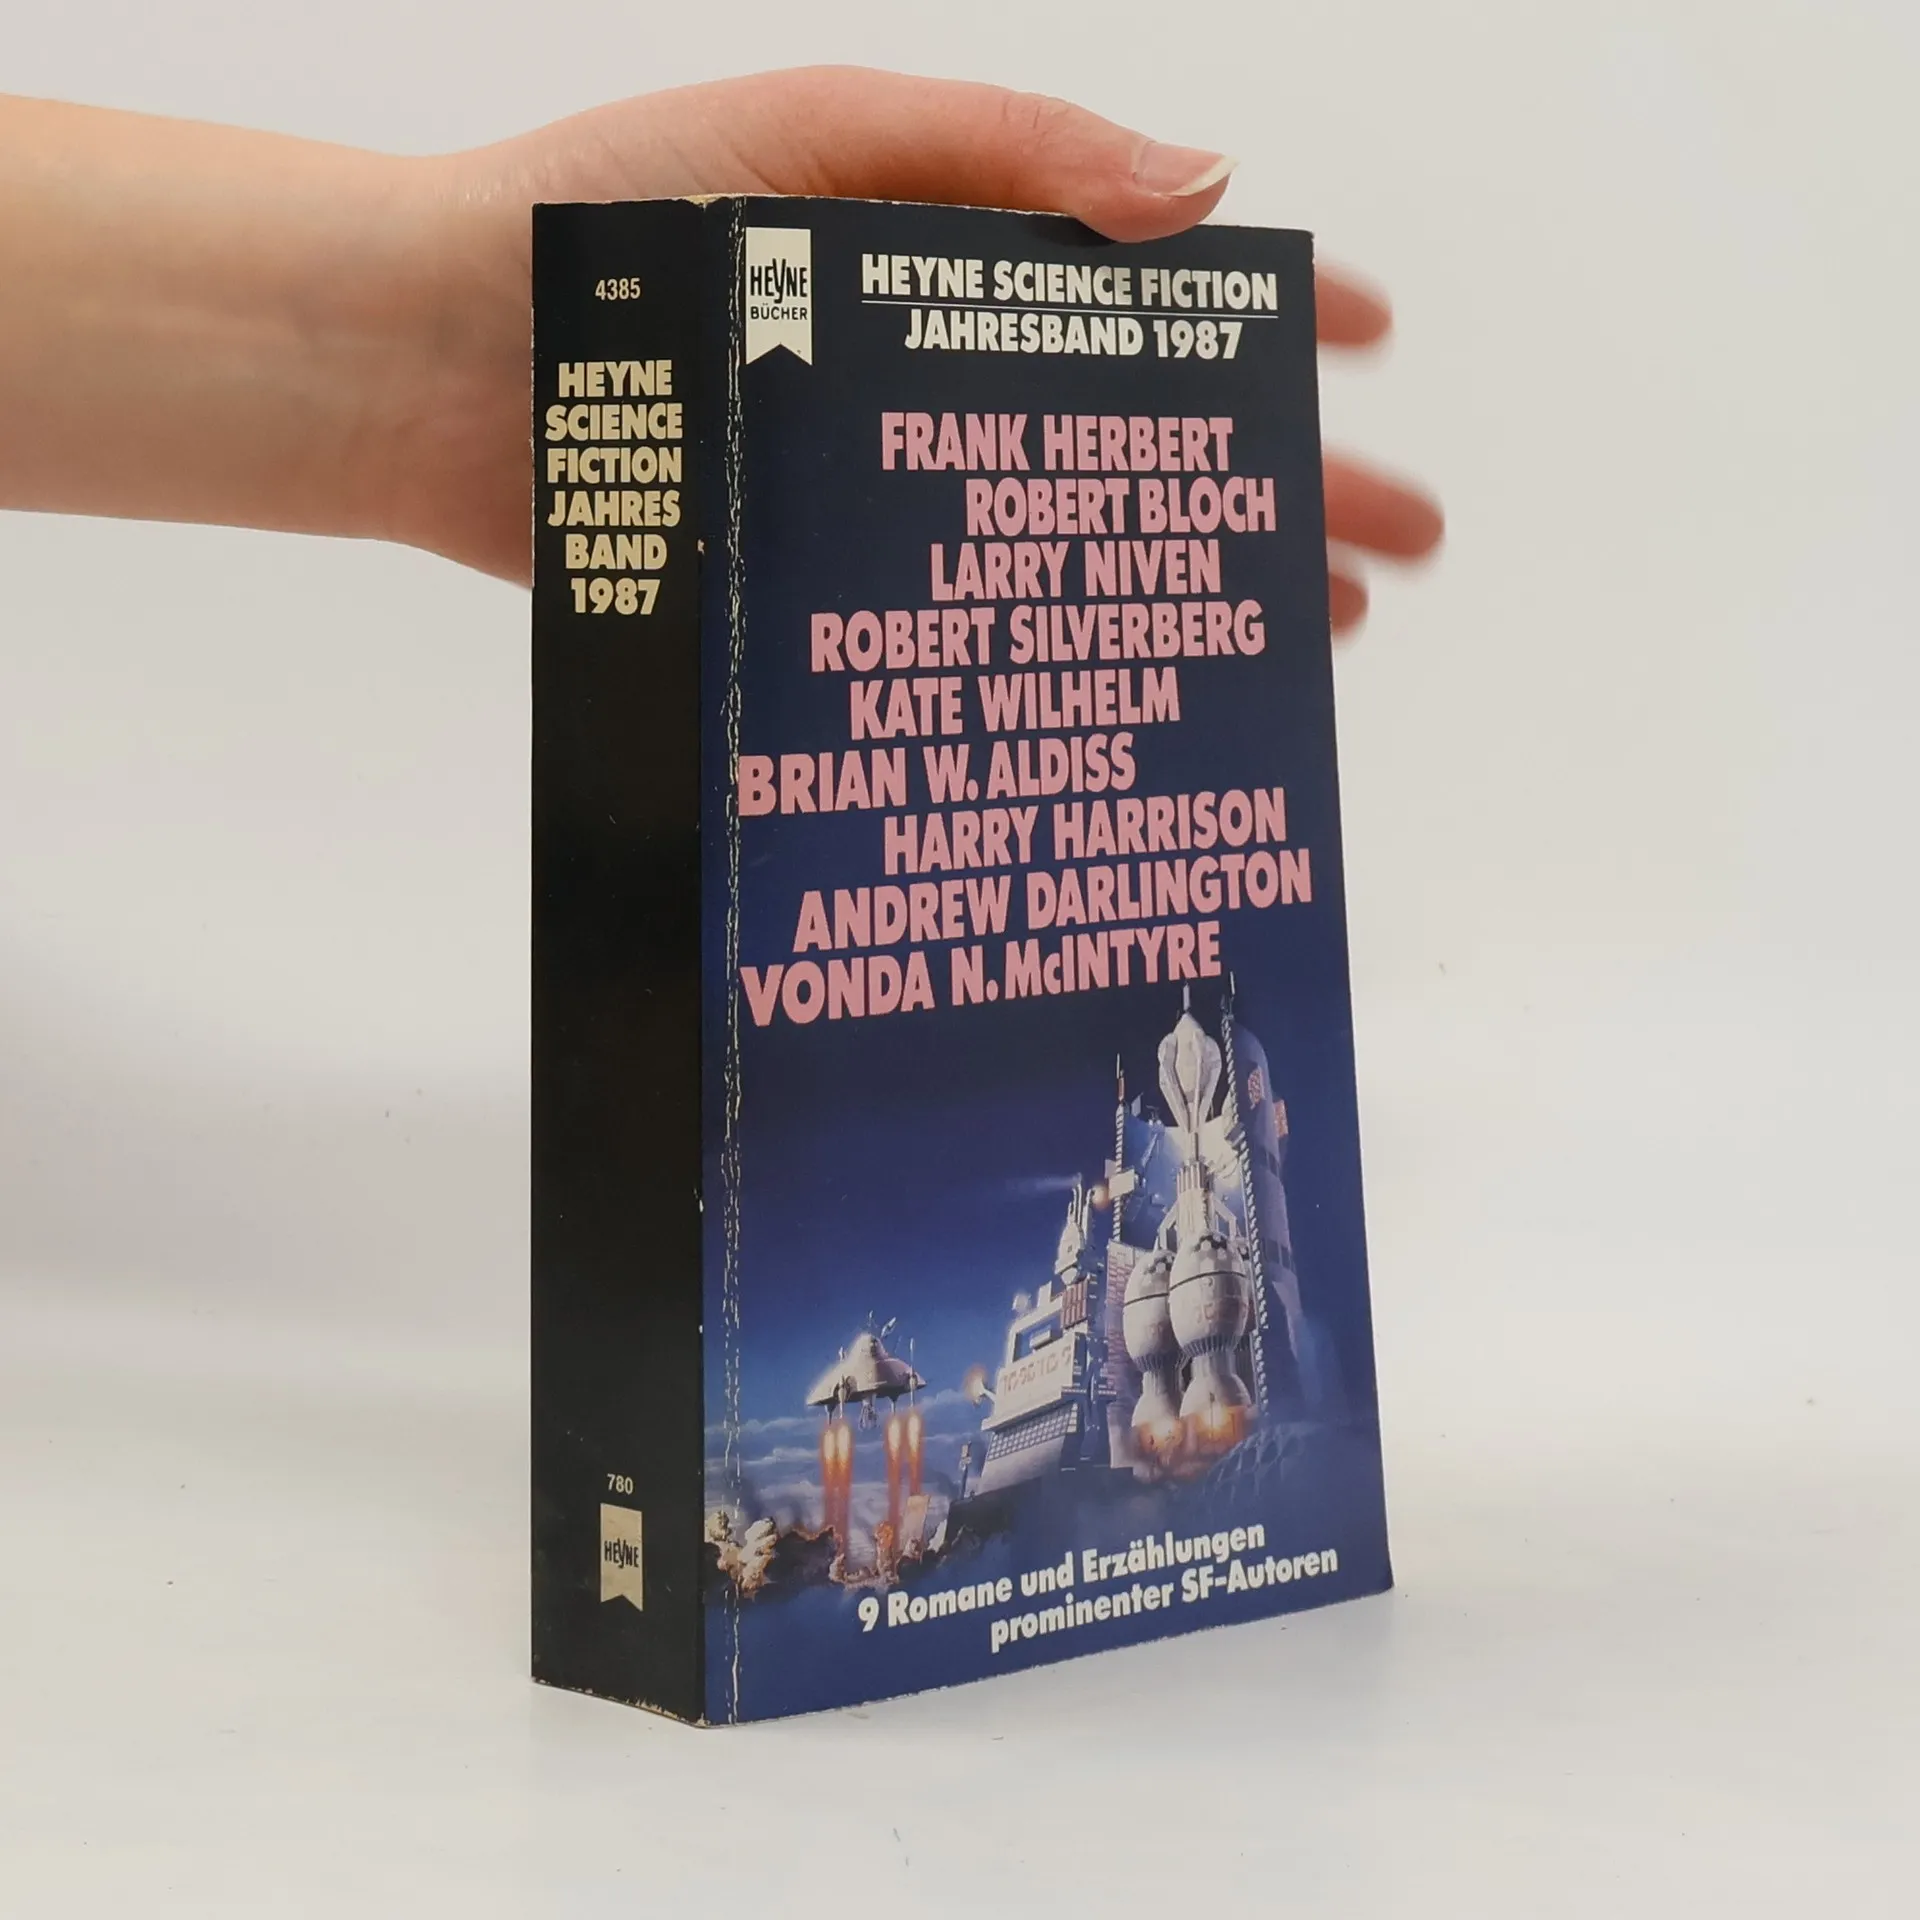 4385
HEYNE
SCIENCE
FICTION
JAHRES
BAND
1987
780
HEYNE
HEYNE
BÜCHER
HEYNE SCIENCE FICTION
JAHRESBAND 1987
FRANK HERBERT
ROBERT BLOCH
LARRY NIVEN
ROBERT SILVERBERG
KATE WILHELM
BRIAN W. ALDISS
HARRY HARRISON
ANDREW DARLINGTON
VONDA N. McINTYRE
9 Romane und Erzählungen
prominenter SF-Autoren